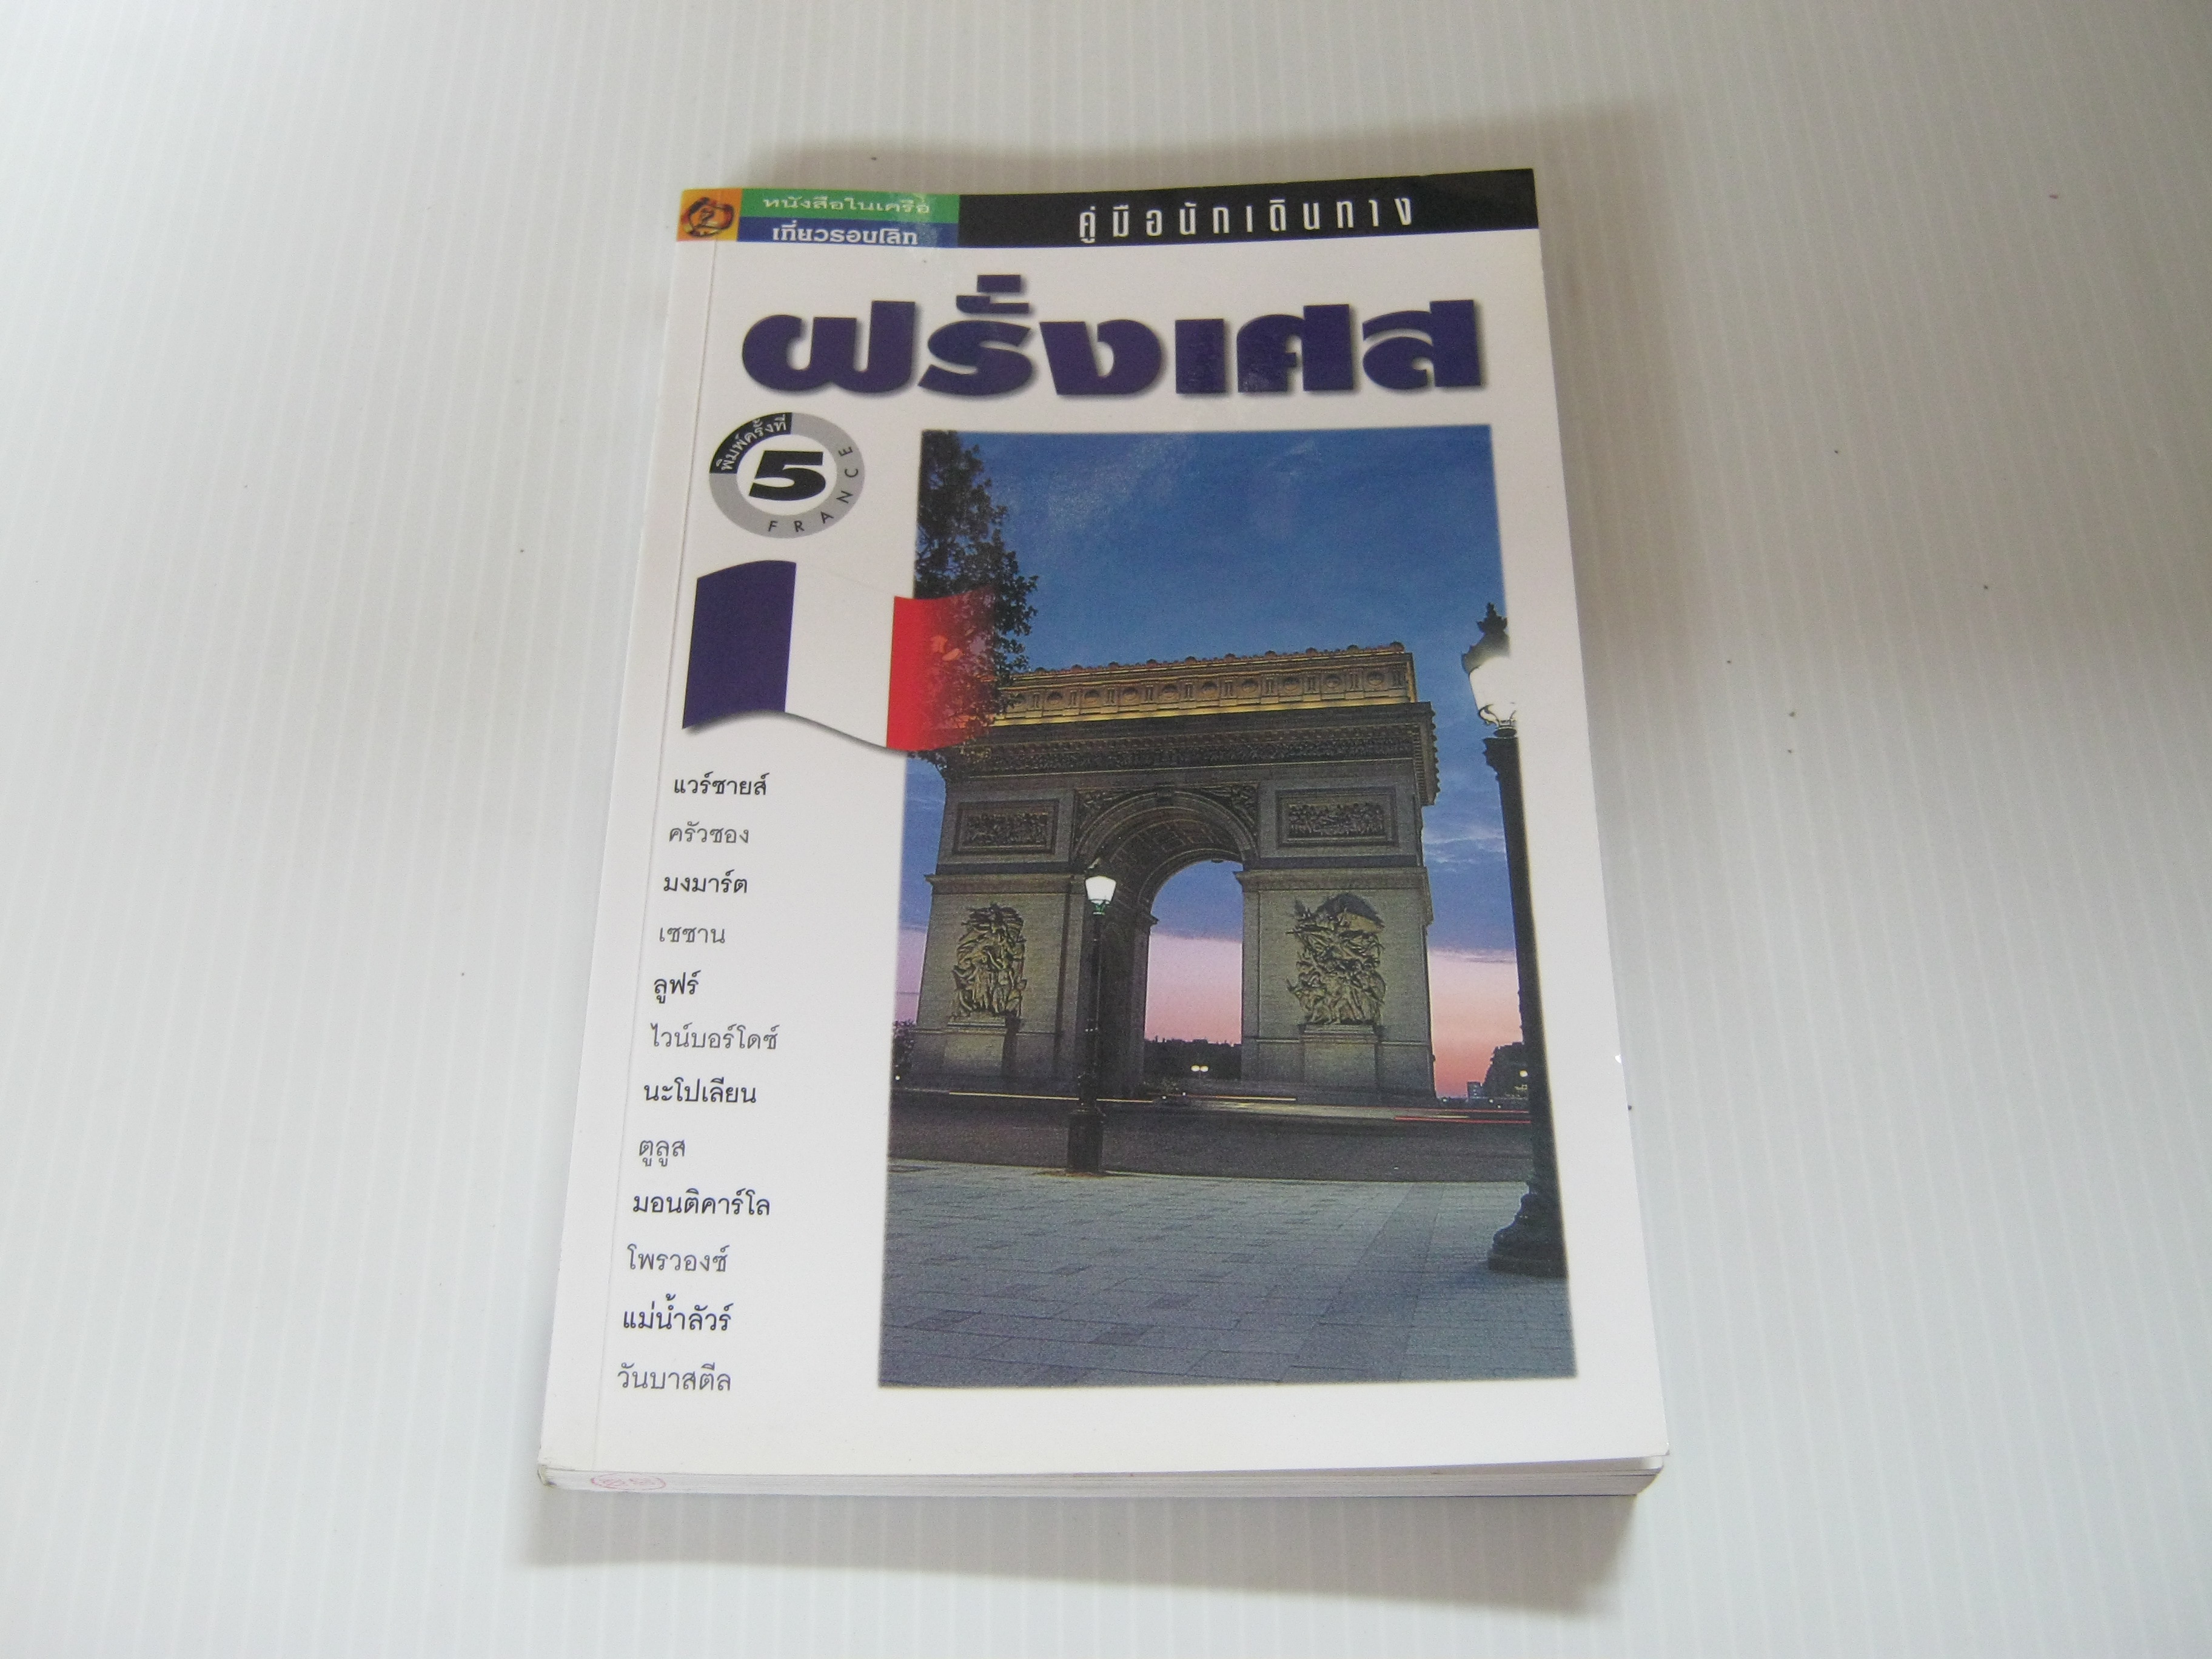 หนังสือในเครือ
เที่ยวรอบโลก
คู่มือนักเดินทาง
ฝรั่งเศส
พิมพ์ครั้งที่
5
FRANCE
แวร์ซายส์
ครัวซอง
มงมาร์ต
เซซาน
ลูฟร์
ไวน์บอร์โดซ์
นะโปเลียน
ตูลูส
มอนติคาร์โล
โพรวองซ์
แม่น้ำลัวร์
วันบาสตีล